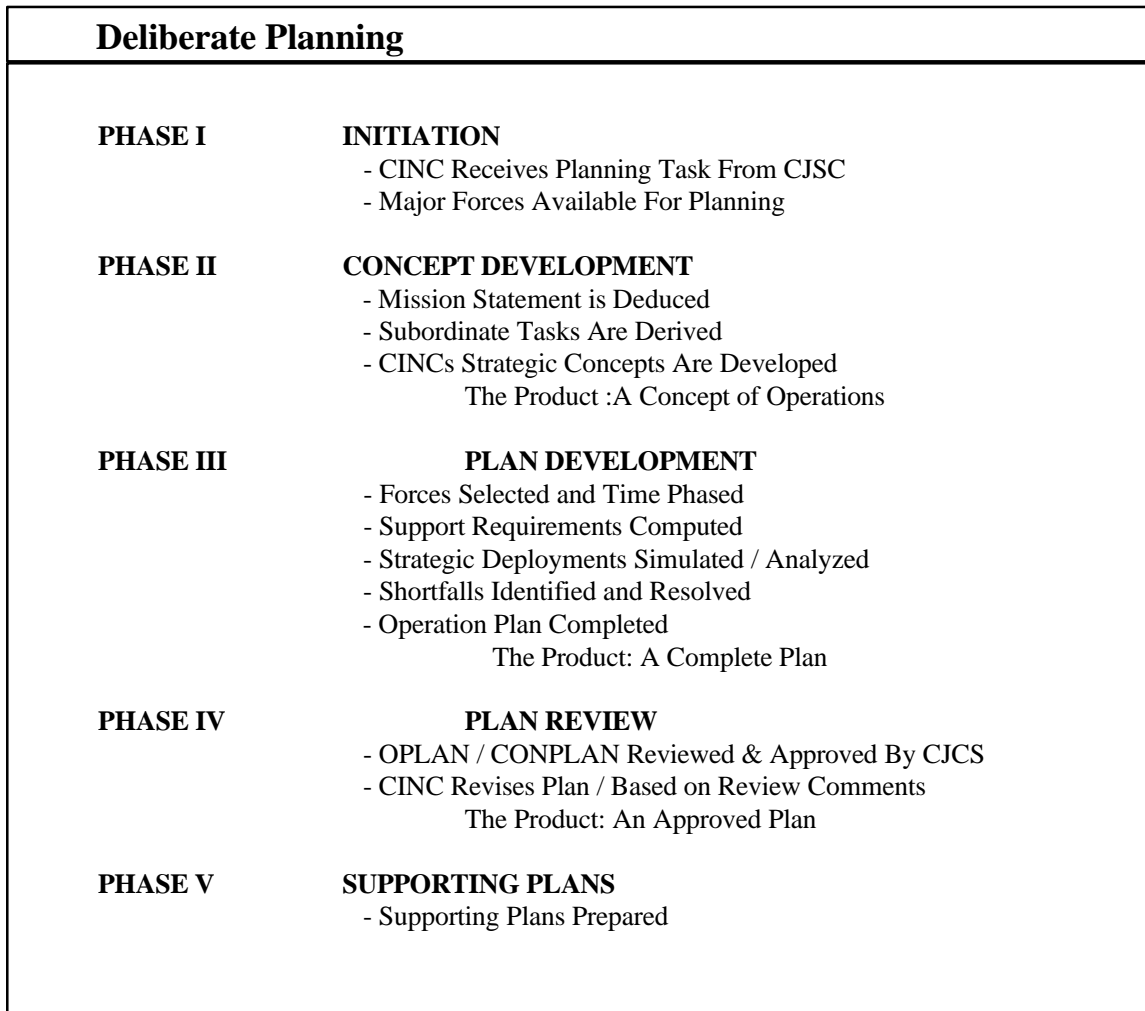 Deliberate Planning
PHASE I INITIATION
- CINC Receives Planning Task From CJSC
- Major Forces Available For Planning
PHASE II CONCEPT DEVELOPMENT
- Mission Statement is Deduced
- Subordinate Tasks Are Derived
- CINCs Strategic Concepts Are Developed
The Product :A Concept of Operations
PHASE III PLAN DEVELOPMENT
- Forces Selected and Time Phased
- Support Requirements Computed
- Strategic Deployments Simulated / Analyzed
- Shortfalls Identified and Resolved
- Operation Plan Completed
The Product: A Complete Plan
PHASE IV PLAN REVIEW
- OPLAN / CONPLAN Reviewed & Approved By CJCS
- CINC Revises Plan / Based on Review Comments
The Product: An Approved Plan
PHASE V SUPPORTING PLANS
- Supporting Plans Prepared